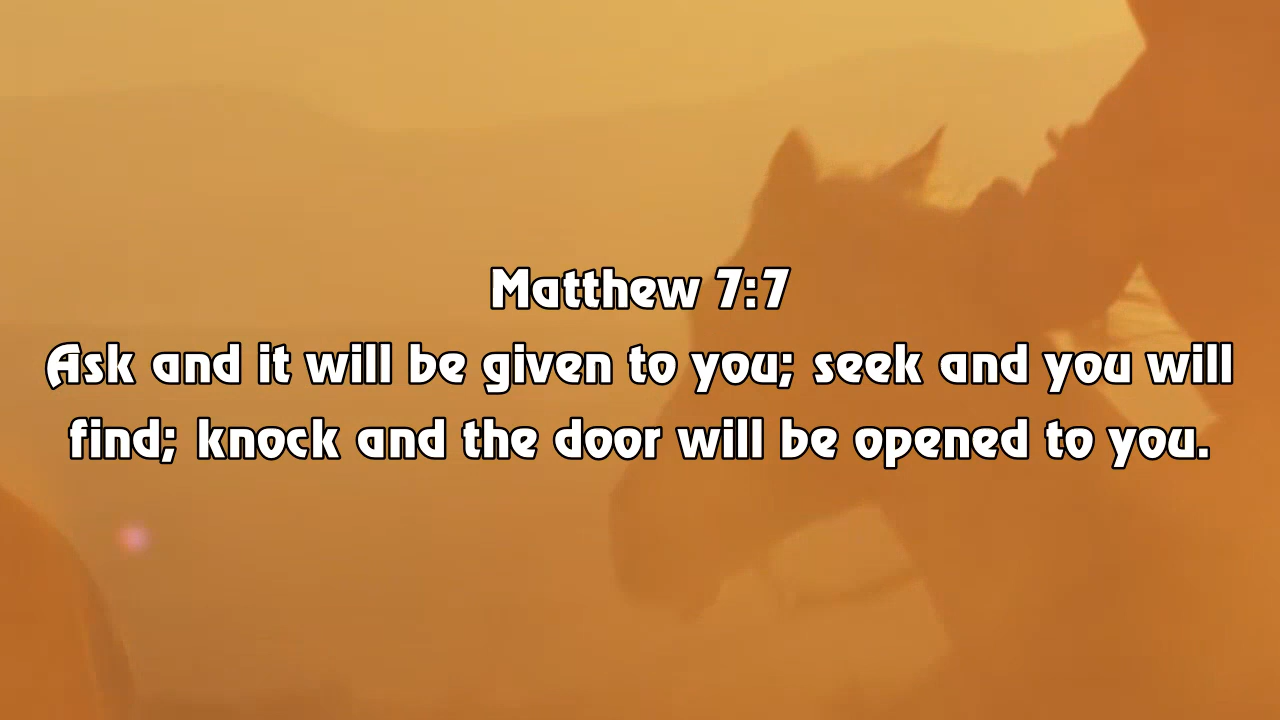 Matthew 7:7
Ask and it will be given to you; seek and you will
find; knock and the door will be opened to you.